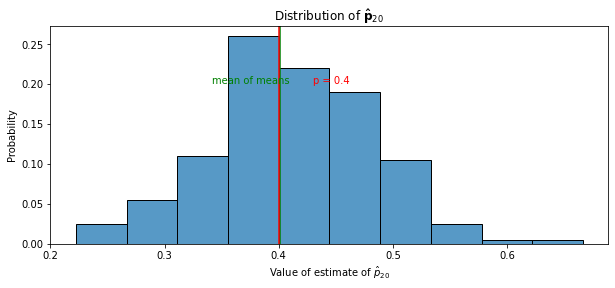 Distribution of p̂₂₀
0.25
0.20
0.15
0.10
0.05
0.00
Probability
mean of means
p = 0.4
0.2 0.3 0.4 0.5 0.6
Value of estimate of p̂₂₀